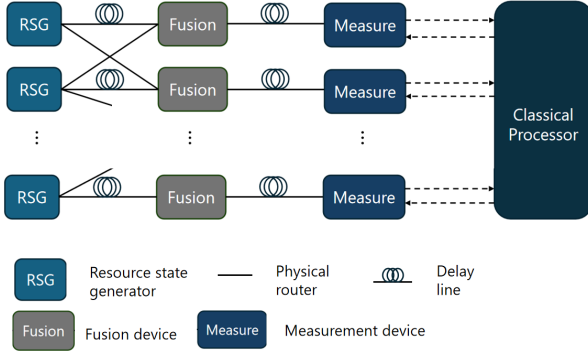 RSG Fusion Measure
RSG Fusion Measure
Classical
Processor
⋮ ⋮ ⋮
RSG Fusion Measure
RSG Resource state
generator
Physical
router
Delay
line
Fusion Fusion device
Measure Measurement device